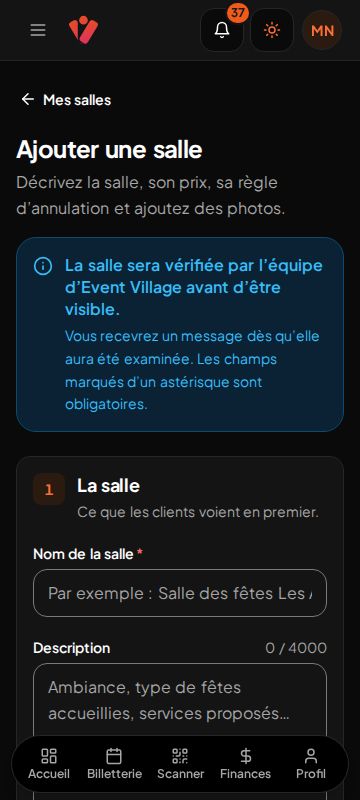 37
MN
Mes salles
Ajouter une salle
Décrivez la salle, son prix, sa règle
d'annulation et ajoutez des photos.
La salle sera vérifiée par l'équipe
d'Event Village avant d'être
visible.
Vous recevrez un message dès qu'elle
aura été examinée. Les champs
marqués d'un astérisque sont
obligatoires.
1
La salle
Ce que les clients voient en premier.
Nom de la salle *
Par exemple : Salle des fêtes Les
Description
0 / 4000
Ambiance, type de fêtes
accueillies, services proposés…
Accueil
Billetterie
Scanner
Finances
Profil